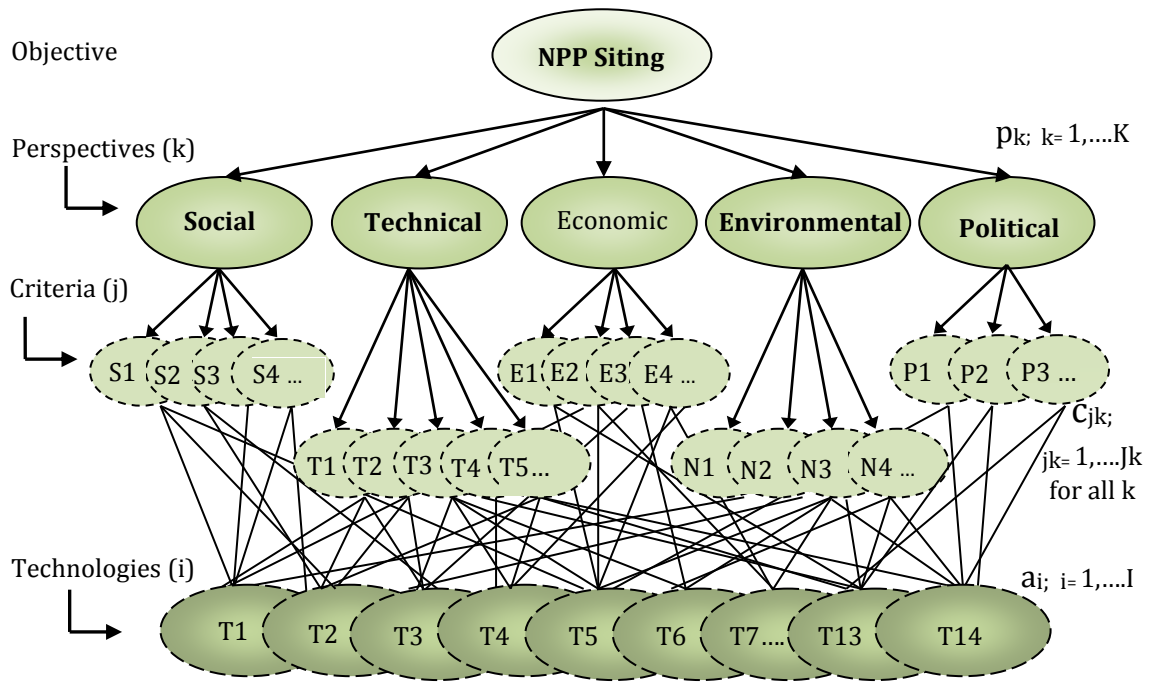 Objective
NPP Siting
Perspectives (k)
pk; k= 1,....K
Social
Technical
Economic
Environmental
Political
Criteria (j)
S1 S2 S3 S4 ...
E1 E2 E3 E4 ...
P1 P2 P3 ...
cjk;
T1 T2 T3 T4 T5...
N1 N2 N3 N4 ...
jk= 1,....Jk
for all k
Technologies (i)
ai; i= 1,....I
T1 T2 T3 T4 T5 T6 T7.... T13 T14